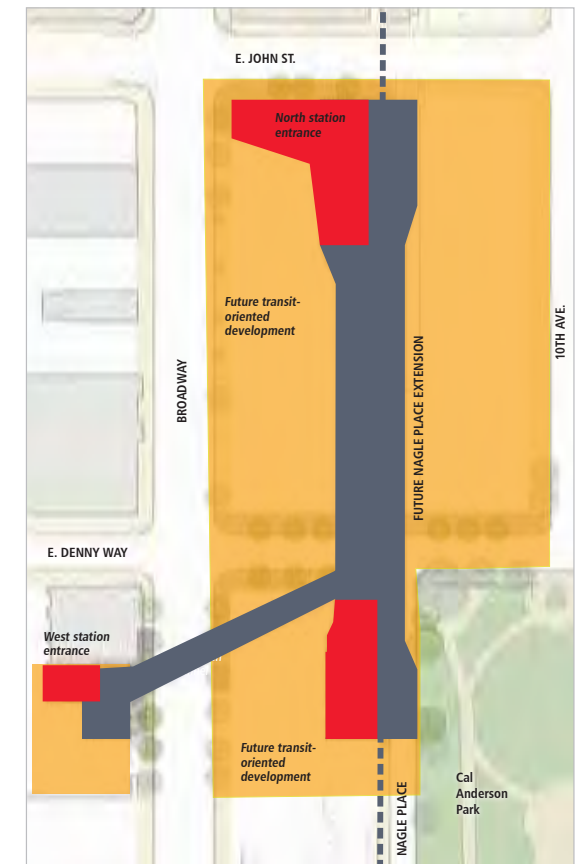 E. JOHN ST.
North station
entrance
Future transit-
oriented
development
10TH AVE.
BROADWAY
FUTURE NAGLE PLACE EXTENSION
E. DENNY WAY
West station
entrance
Future transit-
oriented
development
Cal
Anderson
Park
NAGLE PLACE